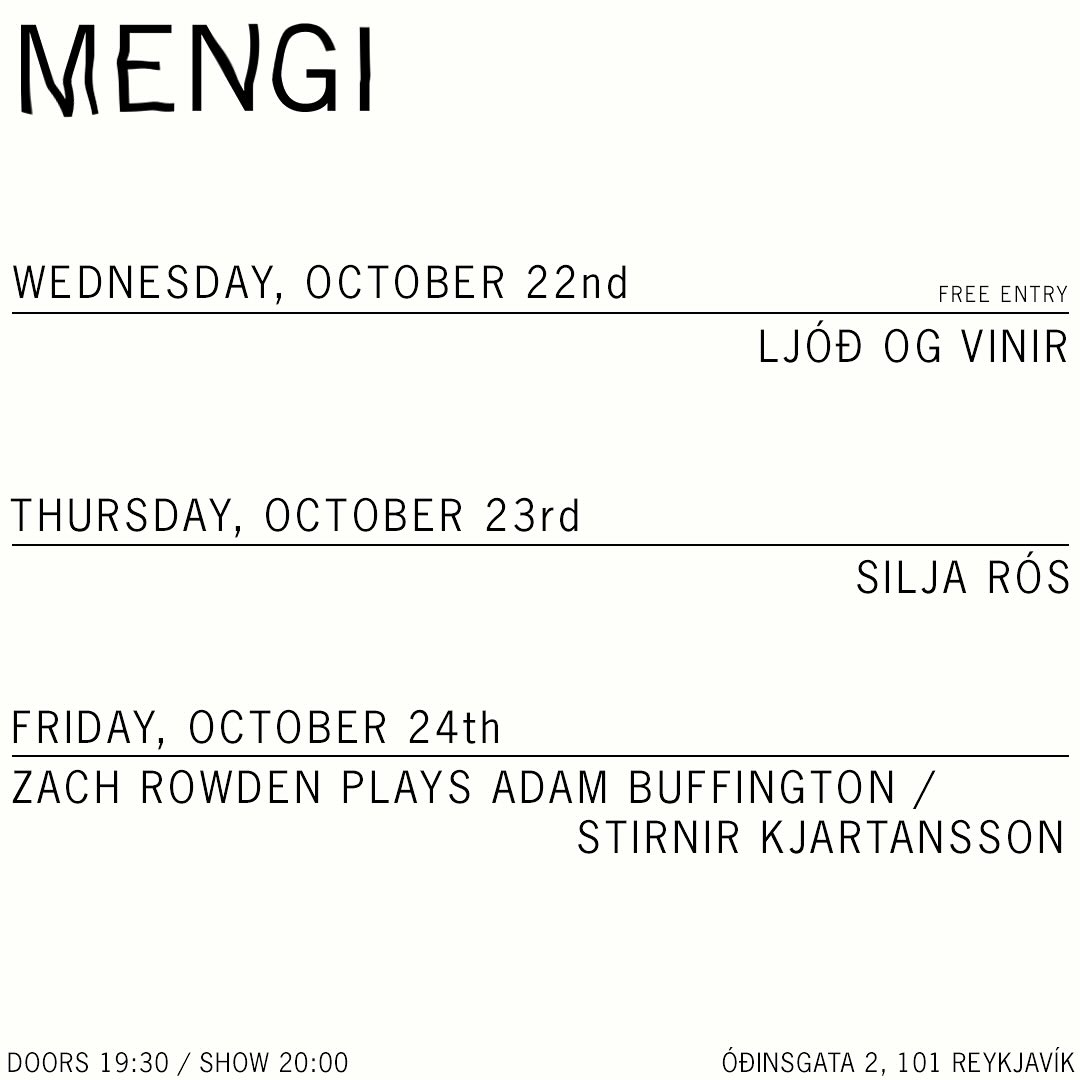 MENGI
WEDNESDAY, OCTOBER 22nd
FREE ENTRY
LJÓÐ OG VINIR
THURSDAY, OCTOBER 23rd
SILJA RÓS
FRIDAY, OCTOBER 24th
ZACH ROWDEN PLAYS ADAM BUFFINGTON /
STIRNIR KJARTANSSON
DOORS 19:30 / SHOW 20:00
ÓÐINSGATA 2, 101 REYKJAVÍK